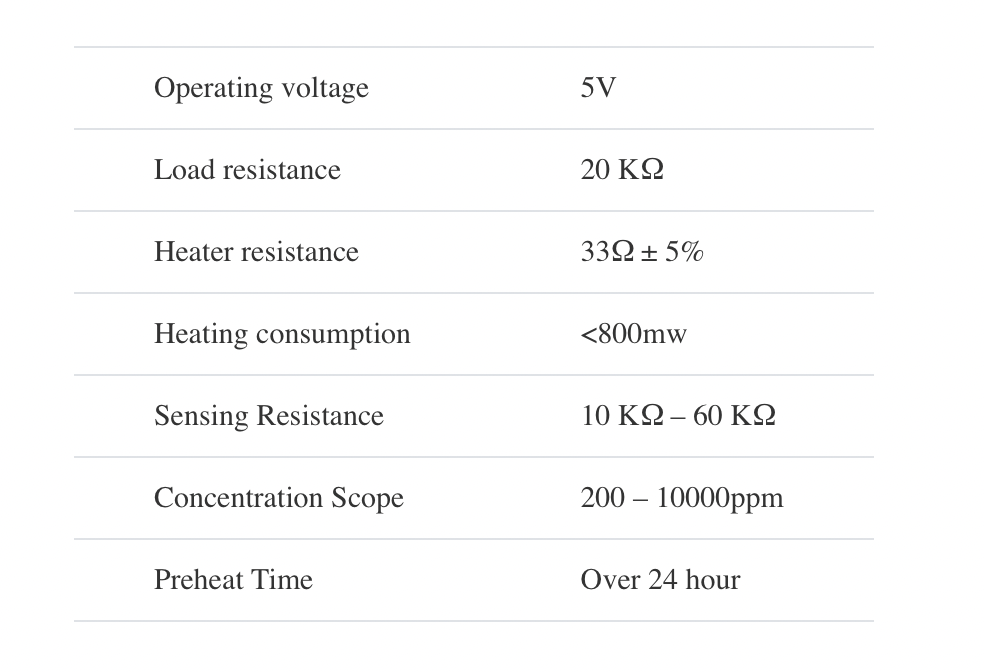 Operating voltage 5V
Load resistance 20 KΩ
Heater resistance 33Ω ± 5%
Heating consumption <800mw
Sensing Resistance 10 KΩ – 60 KΩ
Concentration Scope 200 – 10000ppm
Preheat Time Over 24 hour